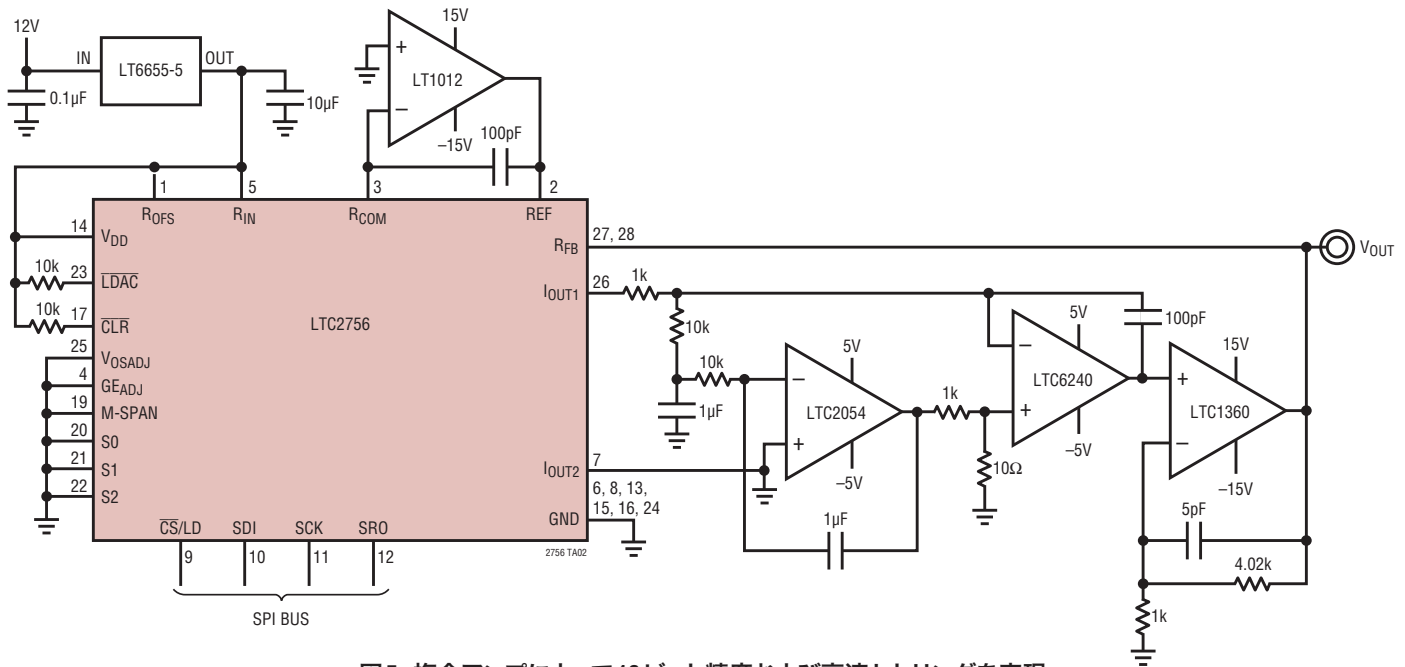 12V
IN
LT6655-5
OUT
0.1µF
10µF
15V
+
LT1012
–
–15V
100pF
1
5
3
2
ROFS
RIN
RCOM
REF
14
VDD
10k
23
LDAC
10k
17
CLR
25
VOSADJ
4
GEADJ
19
M-SPAN
20
S0
21
S1
22
S2
LTC2756
RFB
27, 28
IOUT1
26
IOUT2
7
6, 8, 13,
15, 16, 24
GND
CS/LD
SDI
SCK
SRO
9
10
11
12
SPI BUS
2756 TA02
1k
10k
10k
1µF
–
5V
LTC2054
+
–5V
1µF
1k
10Ω
–
5V
LTC6240
+
–5V
100pF
15V
+
LTC1360
–
–15V
5pF
4.02k
1k
VOUT